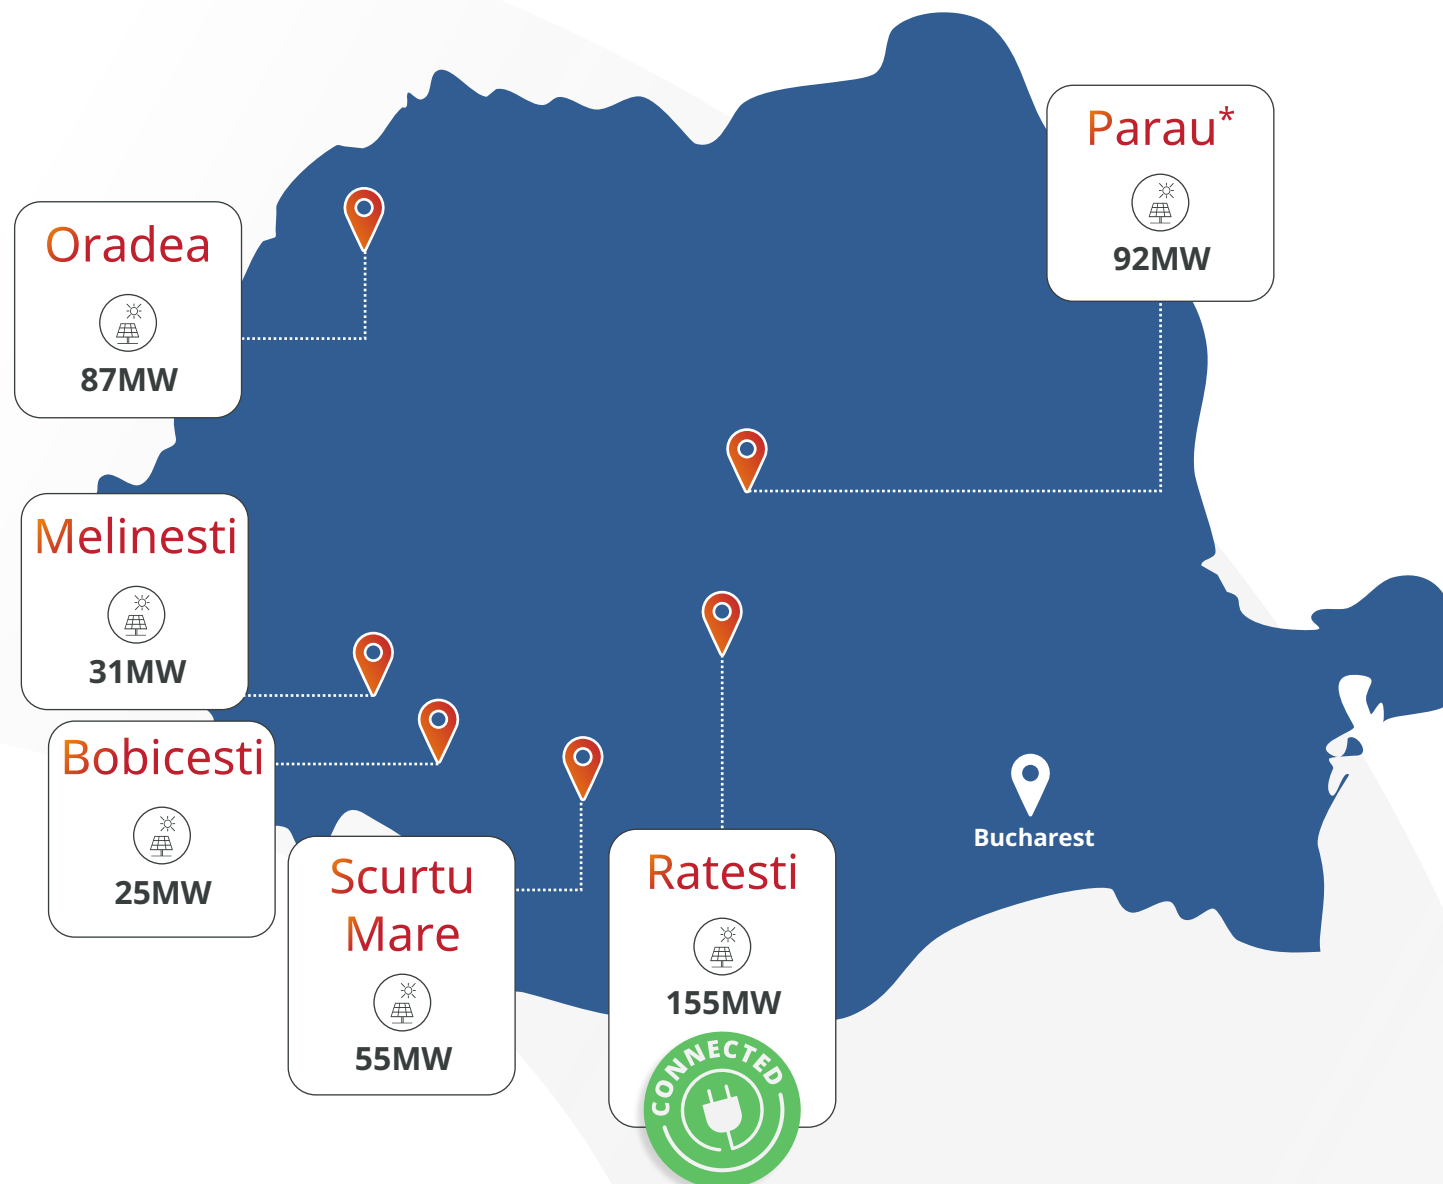 Parau*
92MW
Oradea
87MW
Melinesti
31MW
Bobicesti
25MW
Scurtu
Mare
55MW
Ratesti
155MW
CONNECTED
Bucharest